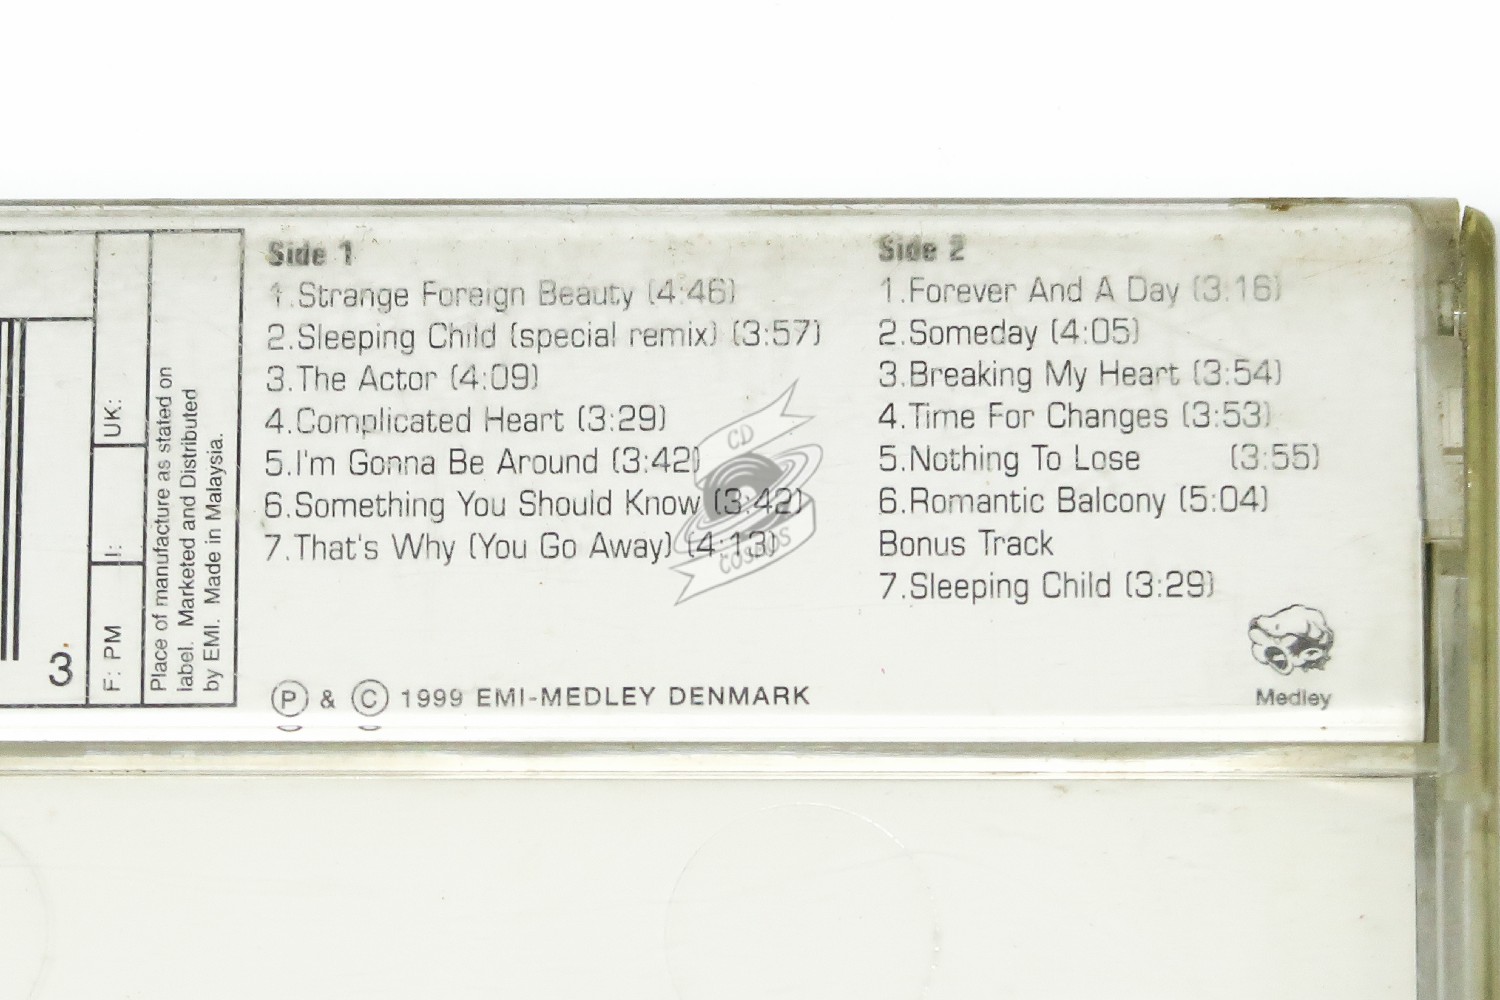 Side 1
1.Strange Foreign Beauty (4:46)
2.Sleeping Child (special remix) (3:57)
3.The Actor (4:09)
4.Complicated Heart (3:29)
5.I'm Gonna Be Around (3:42)
6.Something You Should Know (3:42)
7.That's Why (You Go Away) (4:13)
Side 2
1.Forever And A Day (3:16)
2.Someday (4:05)
3.Breaking My Heart (3:54)
4.Time For Changes (3:53)
5.Nothing To Lose (3:55)
6.Romantic Balcony (5:04)
Bonus Track
7.Sleeping Child (3:29)
Ⓟ & © 1999 EMI-MEDLEY DENMARK
Medley
3
UK:
I:
F: PM
Place of manufacture as stated on
label. Marketed and Distributed
by EMI. Made in Malaysia.
CD
COSMOS